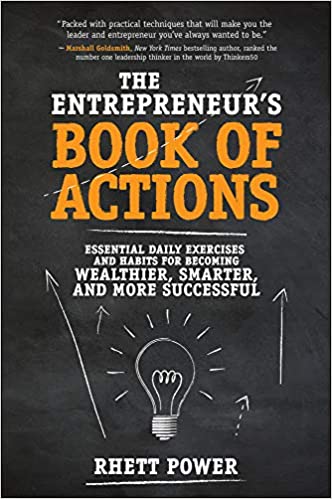 "Packed with practical techniques that will make you the
leader and entrepreneur you've always wanted to be."
— Marshall Goldsmith, New York Times bestselling author, ranked the
number one leadership thinker in the world by Thinkers50
THE
ENTREPRENEUR'S
BOOK OF
ACTIONS
ESSENTIAL DAILY EXERCISES
AND HABITS FOR BECOMING
WEALTHIER, SMARTER,
AND MORE SUCCESSFUL
RHETT POWER